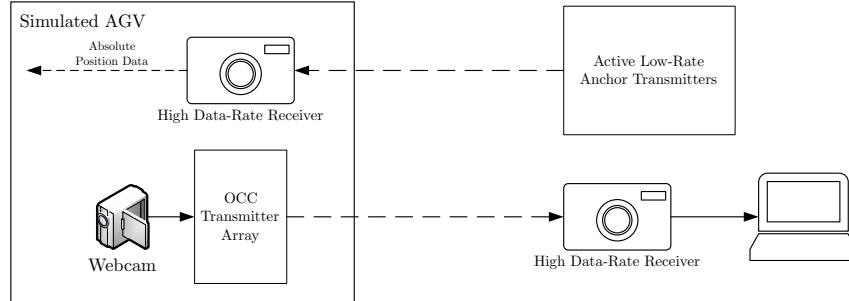 Simulated AGV
Absolute
Position Data
High Data-Rate Receiver
Active Low-Rate
Anchor Transmitters
Webcam
OCC
Transmitter
Array
High Data-Rate Receiver